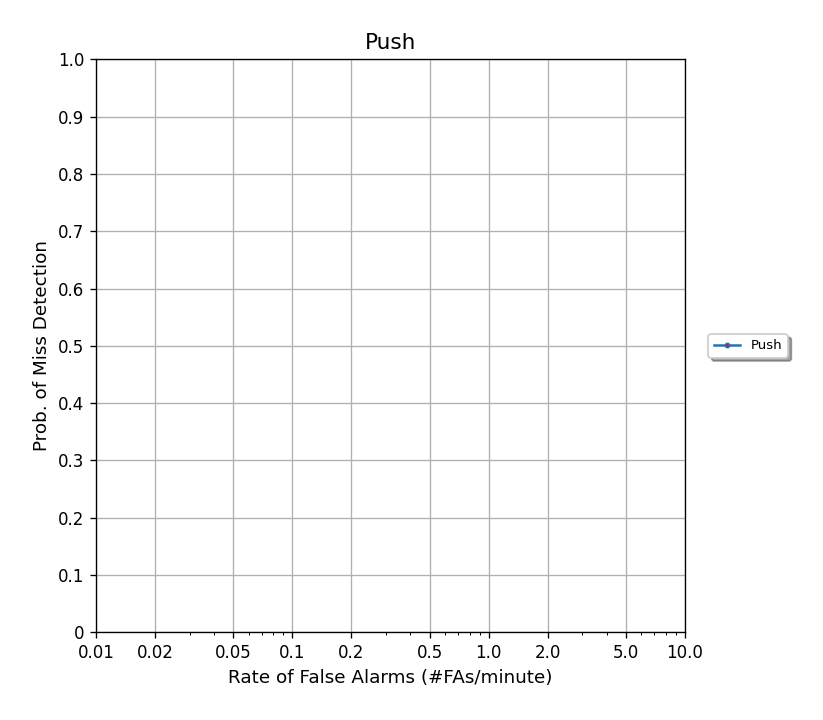 Push
1.0
0.9
0.8
0.7
0.6
0.5
0.4
0.3
0.2
0.1
0
Prob. of Miss Detection
0.01 0.02 0.05 0.1 0.2 0.5 1.0 2.0 5.0 10.0
Rate of False Alarms (#FAs/minute)
Push